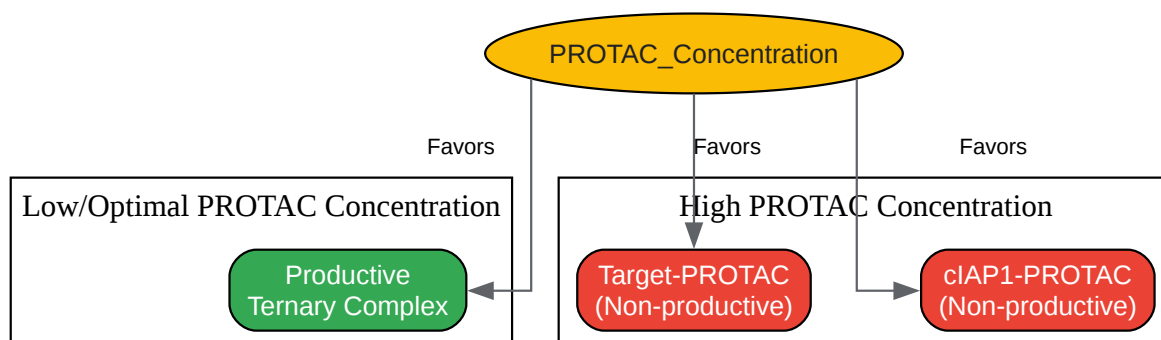 PROTAC_Concentration
Favors
Favors
Favors
Low/Optimal PROTAC Concentration
High PROTAC Concentration
Productive
Ternary Complex
Target-PROTAC
(Non-productive)
cIAP1-PROTAC
(Non-productive)